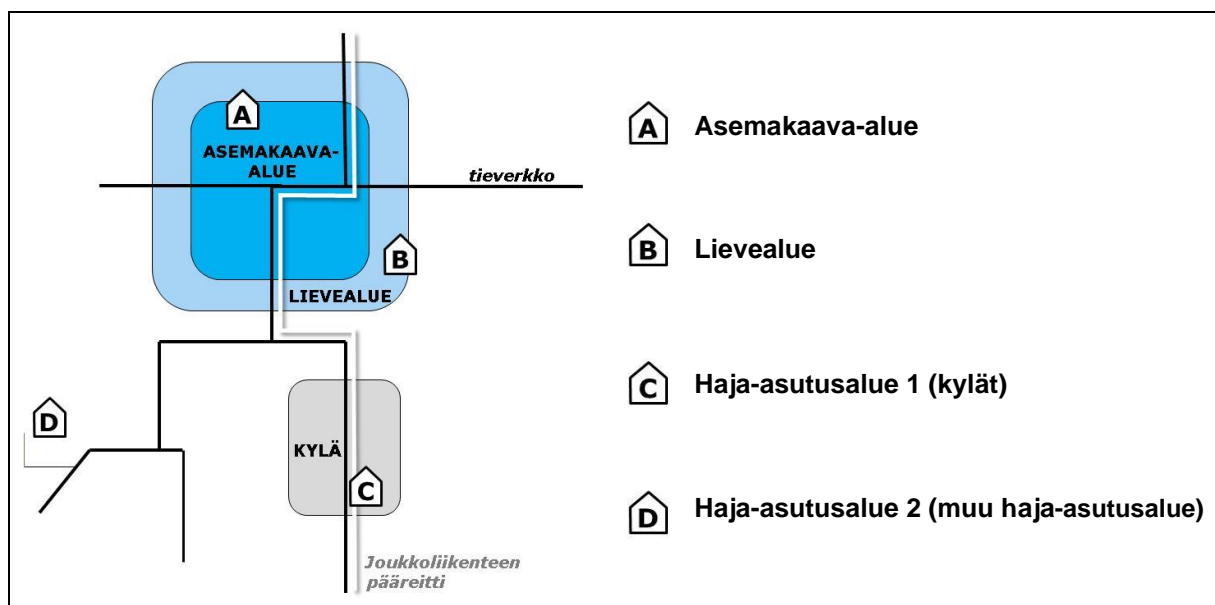 A
ASEMAKAAVA-
ALUE
tieverkko
B
LIEVEALUE
D
KYLÄ
C
Joukkoliikenteen
pääreitti
A Asemakaava-alue
B Lievealue
C Haja-asutusalue 1 (kylät)
D Haja-asutusalue 2 (muu haja-asutusalue)